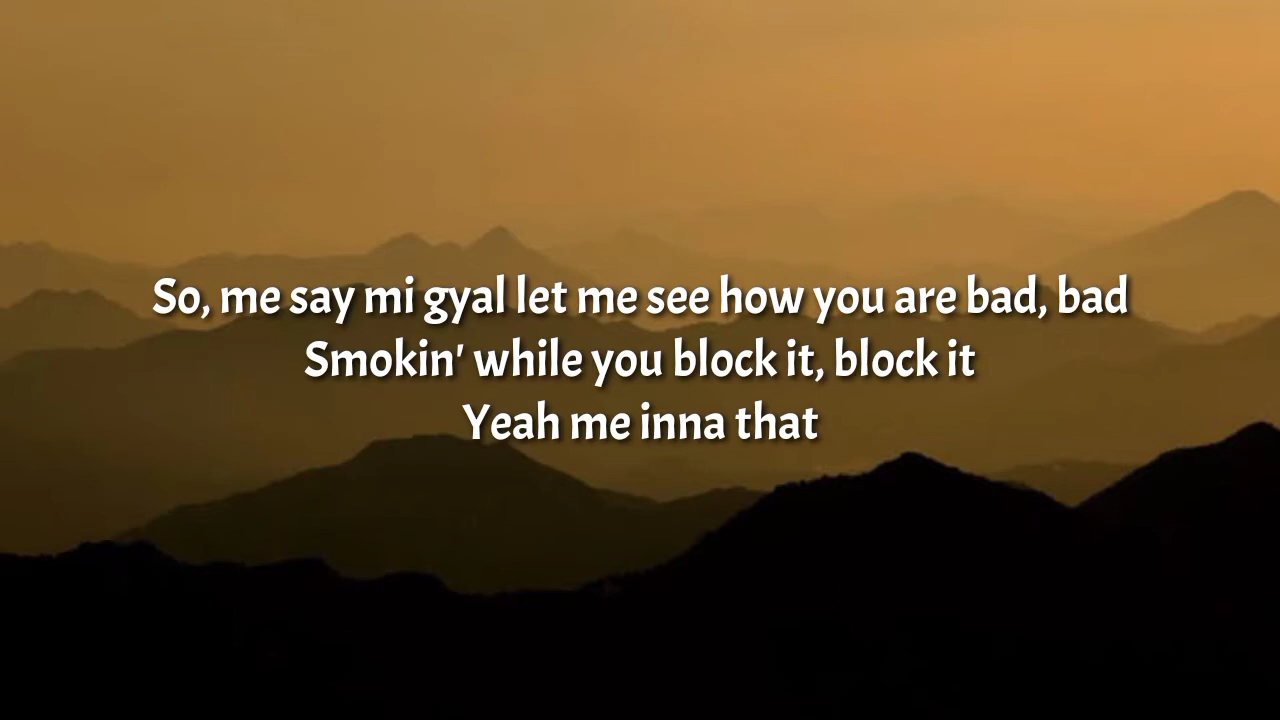 So, me say mi gyal let me see how you are bad, bad
Smokin' while you block it, block it
Yeah me inna that